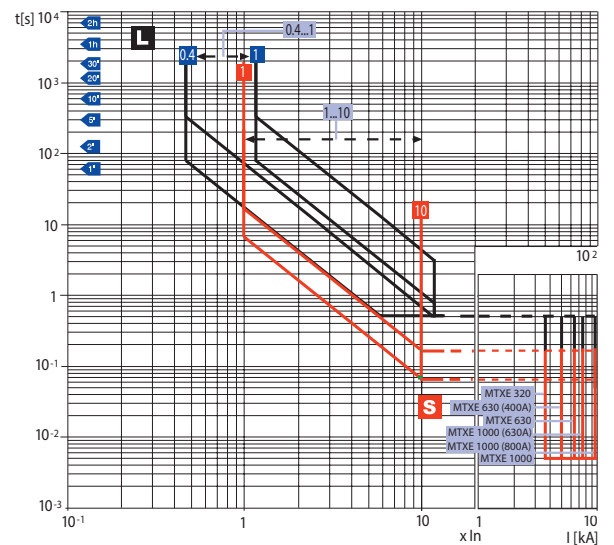 t[s]
10⁴
2h
1h
30'
20'
10'
5'
2'
1'
L
0.4...1
0.4
1
1
10³
1...10
10²
10
10
10²
1
10⁻¹
S
MTXE 320
MTXE 630 (400A)
MTXE 630
MTXE 1000 (630A)
MTXE 1000 (800A)
MTXE 1000
10⁻²
10⁻³
10⁻¹
1
10
1
10
x In
I [kA]